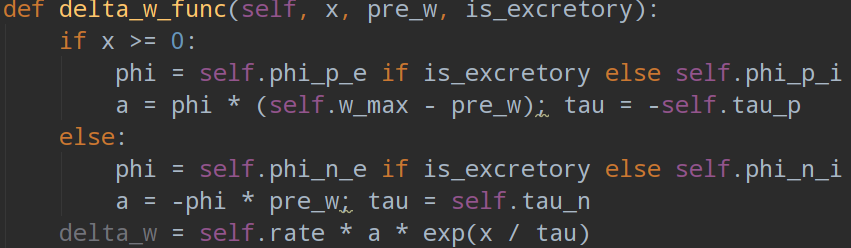 def delta_w_func(self, x, pre_w, is_excretory):
    if x >= 0:
        phi = self.phi_p_e if is_excretory else self.phi_p_i
        a = phi * (self.w_max - pre_w); tau = -self.tau_p
    else:
        phi = self.phi_n_e if is_excretory else self.phi_n_i
        a = -phi * pre_w; tau = self.tau_n
    delta_w = self.rate * a * exp(x / tau)